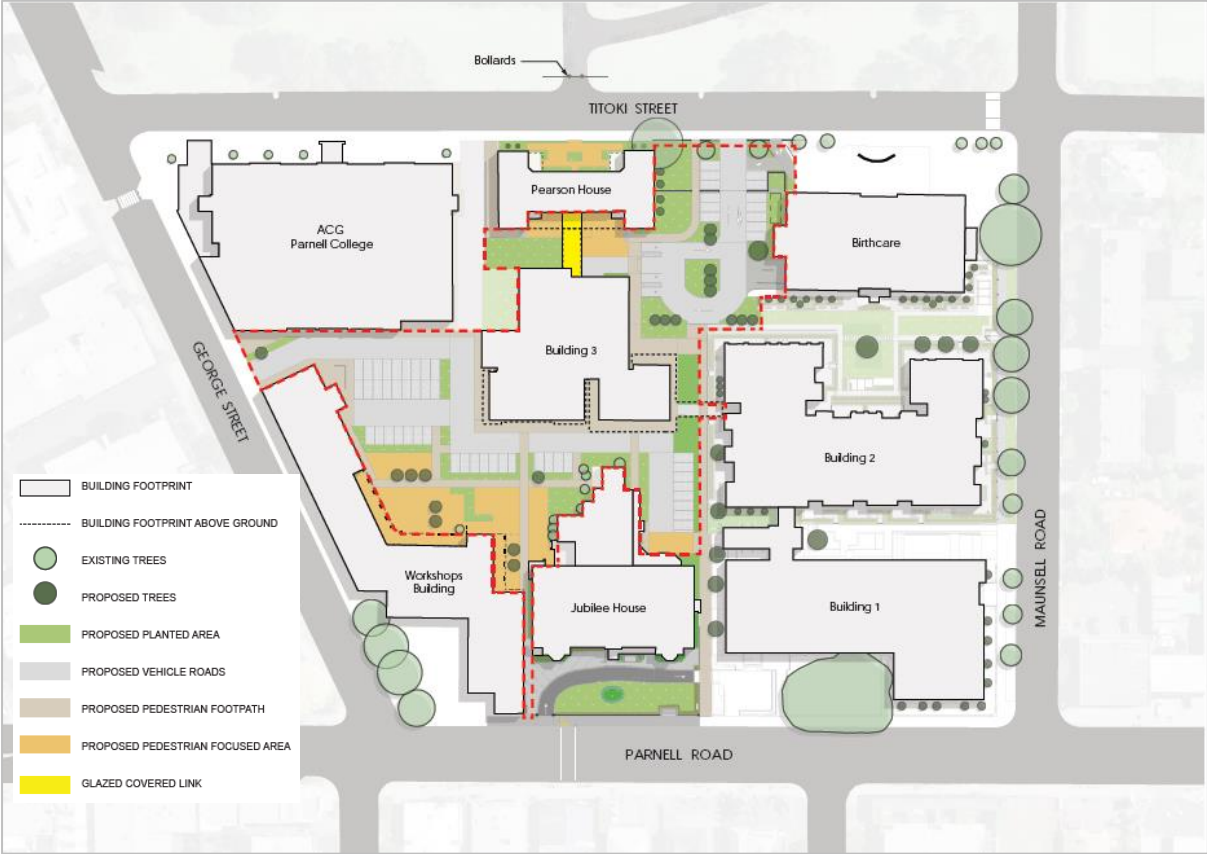 Bollards
TITOKI STREET
Pearson House
ACG
Parnell College
Birthcare
GEORGE STREET
Building 3
Building 2
BUILDING FOOTPRINT
BUILDING FOOTPRINT ABOVE GROUND
EXISTING TREES
PROPOSED TREES
PROPOSED PLANTED AREA
PROPOSED VEHICLE ROADS
PROPOSED PEDESTRIAN FOOTPATH
PROPOSED PEDESTRIAN FOCUSED AREA
GLAZED COVERED LINK
Workshops
Building
Jubilee House
Building 1
MAUNSELL ROAD
PARNELL ROAD